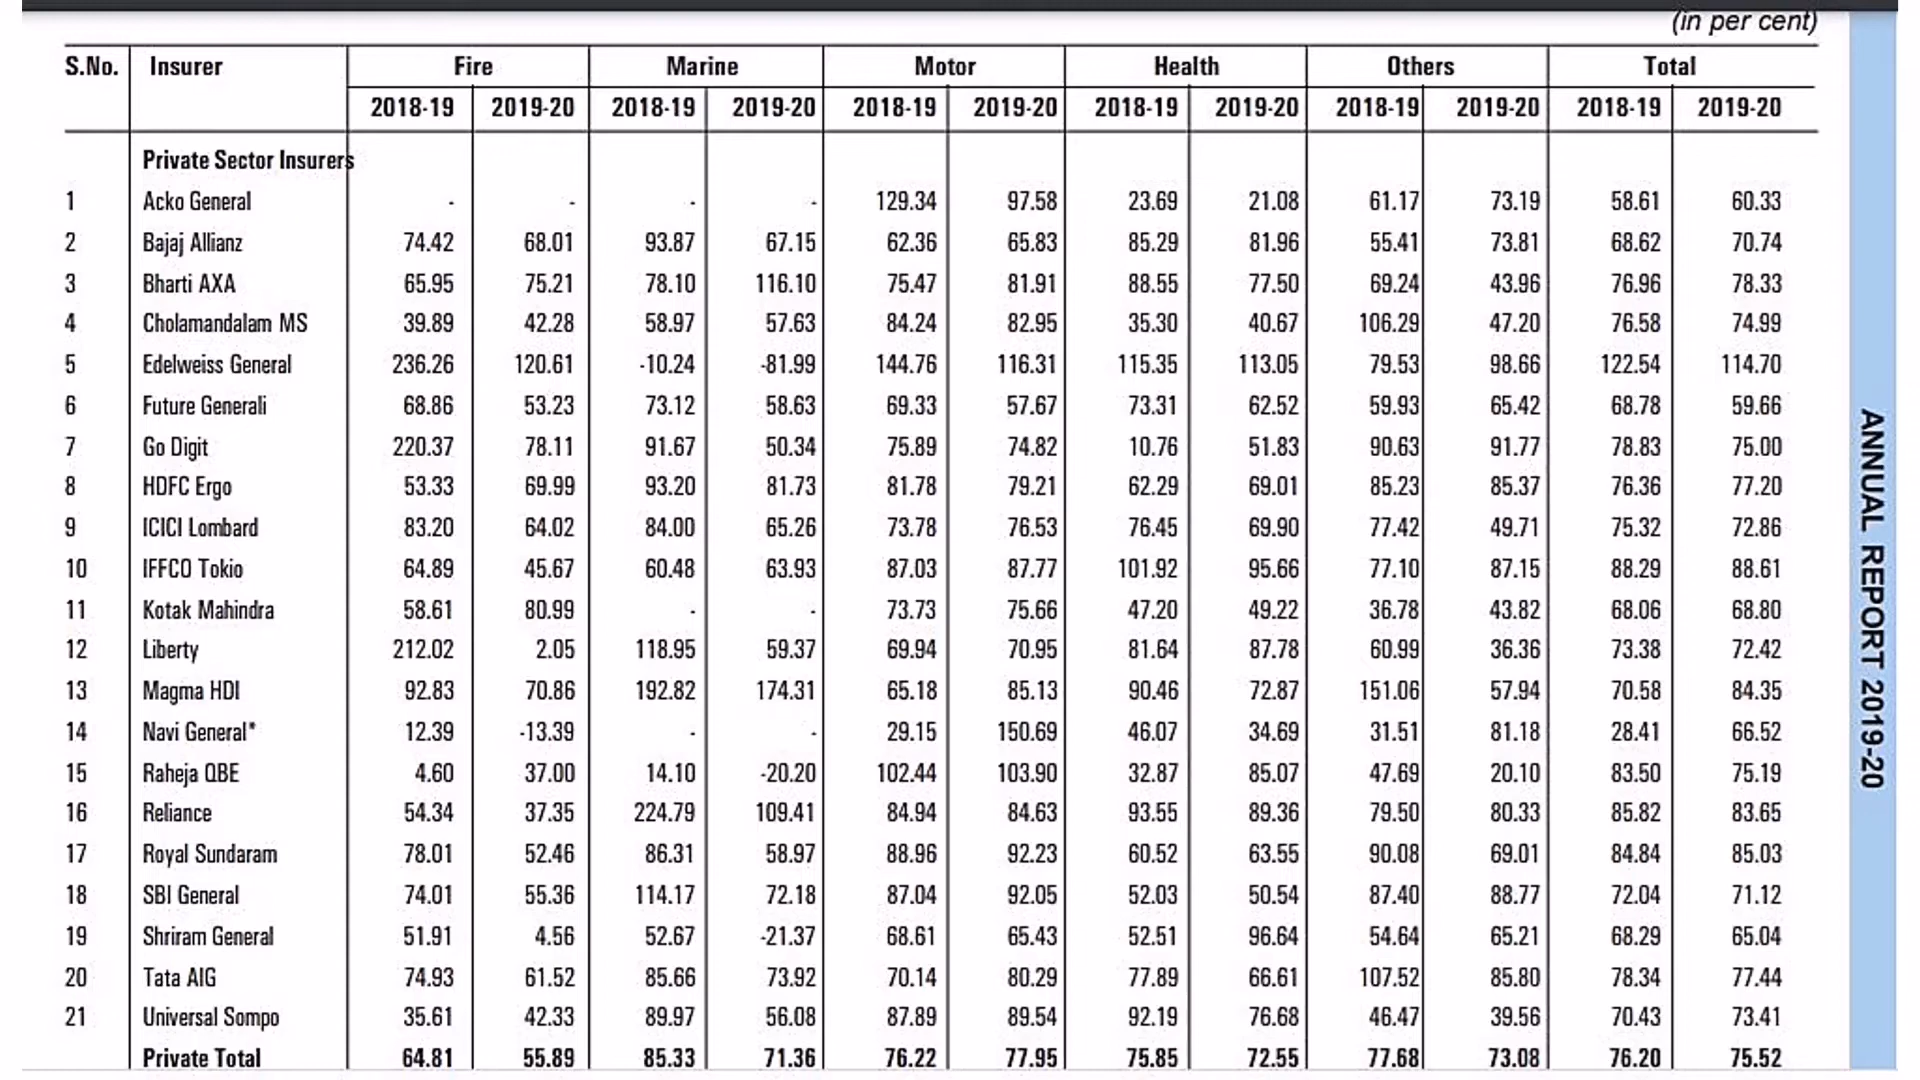 (in per cent)
S.No. Insurer Fire Marine Motor Health Others Total
2018-19 2019-20 2018-19 2019-20 2018-19 2019-20 2018-19 2019-20 2018-19 2019-20 2018-19 2019-20
Private Sector Insurers
1 Acko General - - - - 129.34 97.58 23.69 21.08 61.17 73.19 58.61 60.33
2 Bajaj Allianz 74.42 68.01 93.87 67.15 62.36 65.83 85.29 81.96 55.41 73.81 68.62 70.74
3 Bharti AXA 65.95 75.21 78.10 116.10 75.47 81.91 88.55 77.50 69.24 43.96 76.96 78.33
4 Cholamandalam MS 39.89 42.28 58.97 57.63 84.24 82.95 35.30 40.67 106.29 47.20 76.58 74.99
5 Edelweiss General 236.26 120.61 -10.24 -81.99 144.76 116.31 115.35 113.05 79.53 98.66 122.54 114.70
6 Future Generali 68.86 53.23 73.12 58.63 69.33 57.67 73.31 62.52 59.93 65.42 68.78 59.66
7 Go Digit 220.37 78.11 91.67 50.34 75.89 74.82 10.76 51.83 90.63 91.77 78.83 75.00
8 HDFC Ergo 53.33 69.99 93.20 81.73 81.78 79.21 62.29 69.01 85.23 85.37 76.36 77.20
9 ICICI Lombard 83.20 64.02 84.00 65.26 73.78 76.53 76.45 69.90 77.42 49.71 75.32 72.86
10 IFFCO Tokio 64.89 45.67 60.48 63.93 87.03 87.77 101.92 95.66 77.10 87.15 88.29 88.61
11 Kotak Mahindra 58.61 80.99 - - 73.73 75.66 47.20 49.22 36.78 43.82 68.06 68.80
12 Liberty 212.02 2.05 118.95 59.37 69.94 70.95 81.64 87.78 60.99 36.36 73.38 72.42
13 Magma HDI 92.83 70.86 192.82 174.31 65.18 85.13 90.46 72.87 151.06 57.94 70.58 84.35
14 Navi General* 12.39 -13.39 - - 29.15 150.69 46.07 34.69 31.51 81.18 28.41 66.52
15 Raheja QBE 4.60 37.00 14.10 -20.20 102.44 103.90 32.87 85.07 47.69 20.10 83.50 75.19
16 Reliance 54.34 37.35 224.79 109.41 84.94 84.63 93.55 89.36 79.50 80.33 85.82 83.65
17 Royal Sundaram 78.01 52.46 86.31 58.97 88.96 92.23 60.52 63.55 90.08 69.01 84.84 85.03
18 SBI General 74.01 55.36 114.17 72.18 87.04 92.05 52.03 50.54 87.40 88.77 72.04 71.12
19 Shriram General 51.91 4.56 52.67 -21.37 68.61 65.43 52.51 96.64 54.64 65.21 68.29 65.04
20 Tata AIG 74.93 61.52 85.66 73.92 70.14 80.29 77.89 66.61 107.52 85.80 78.34 77.44
21 Universal Sompo 35.61 42.33 89.97 56.08 87.89 89.54 92.19 76.68 46.47 39.56 70.43 73.41
Private Total 64.81 55.89 85.33 71.36 76.22 77.95 75.85 72.55 77.68 73.08 76.20 75.52
ANNUAL REPORT 2019-20